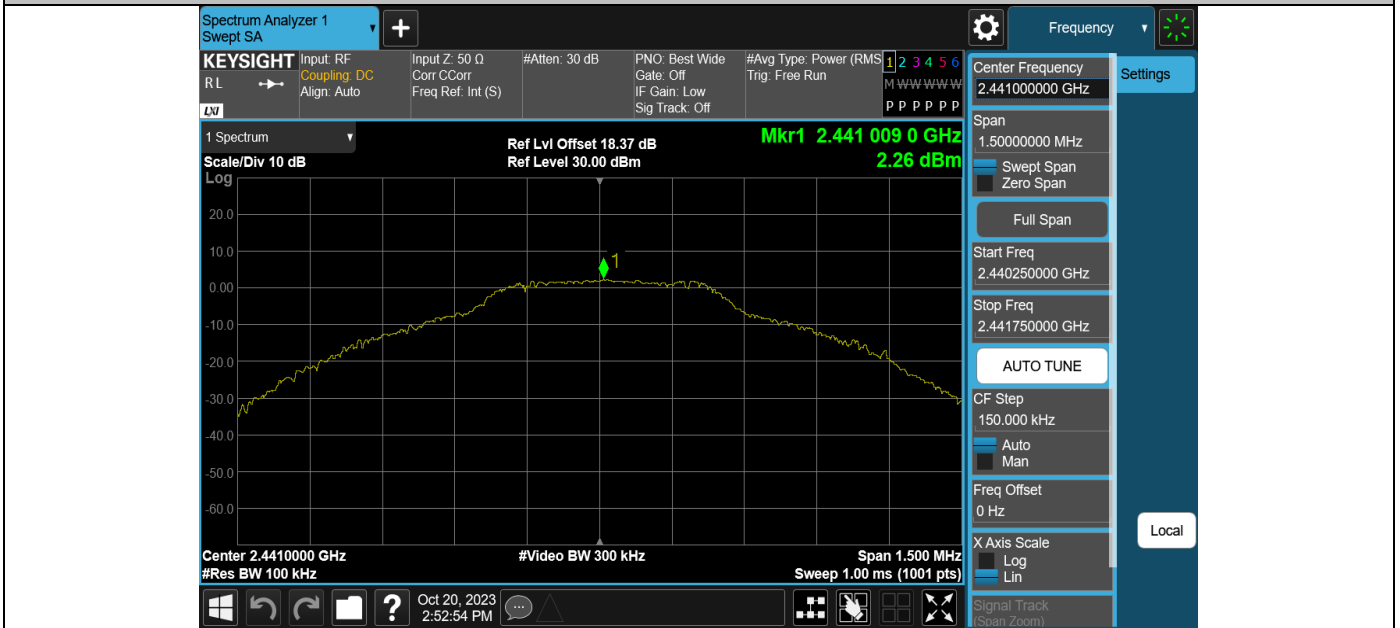 Spectrum Analyzer 1
Swept SA
+
Frequency
KEYSIGHT
RL
LXI
Input: RF
Coupling: DC
Align: Auto
Input Z: 50 Ω
Corr CCorr
Freq Ref: Int (S)
#Atten: 30 dB
PNO: Best Wide
Gate: Off
IF Gain: Low
Sig Track: Off
#Avg Type: Power (RMS
Trig: Free Run
1 2 3 4 5 6
M W W W W W
P P P P P P
1 Spectrum
Scale/Div 10 dB
Log
Ref Lvl Offset 18.37 dB
Ref Level 30.00 dBm
Mkr1 2.441 009 0 GHz
2.26 dBm
20.0
10.0
0.00
-10.0
-20.0
-30.0
-40.0
-50.0
-60.0
1
Center 2.4410000 GHz
#Video BW 300 kHz
Span 1.500 MHz
#Res BW 100 kHz
Sweep 1.00 ms (1001 pts)
Center Frequency
2.441000000 GHz
Settings
Span
1.50000000 MHz
Swept Span
Zero Span
Full Span
Start Freq
2.440250000 GHz
Stop Freq
2.441750000 GHz
AUTO TUNE
CF Step
150.000 kHz
Auto
Man
Freq Offset
0 Hz
X Axis Scale
Log
Lin
Signal Track
(Span Zoom)
Local
?
Oct 20, 2023
2:52:54 PM